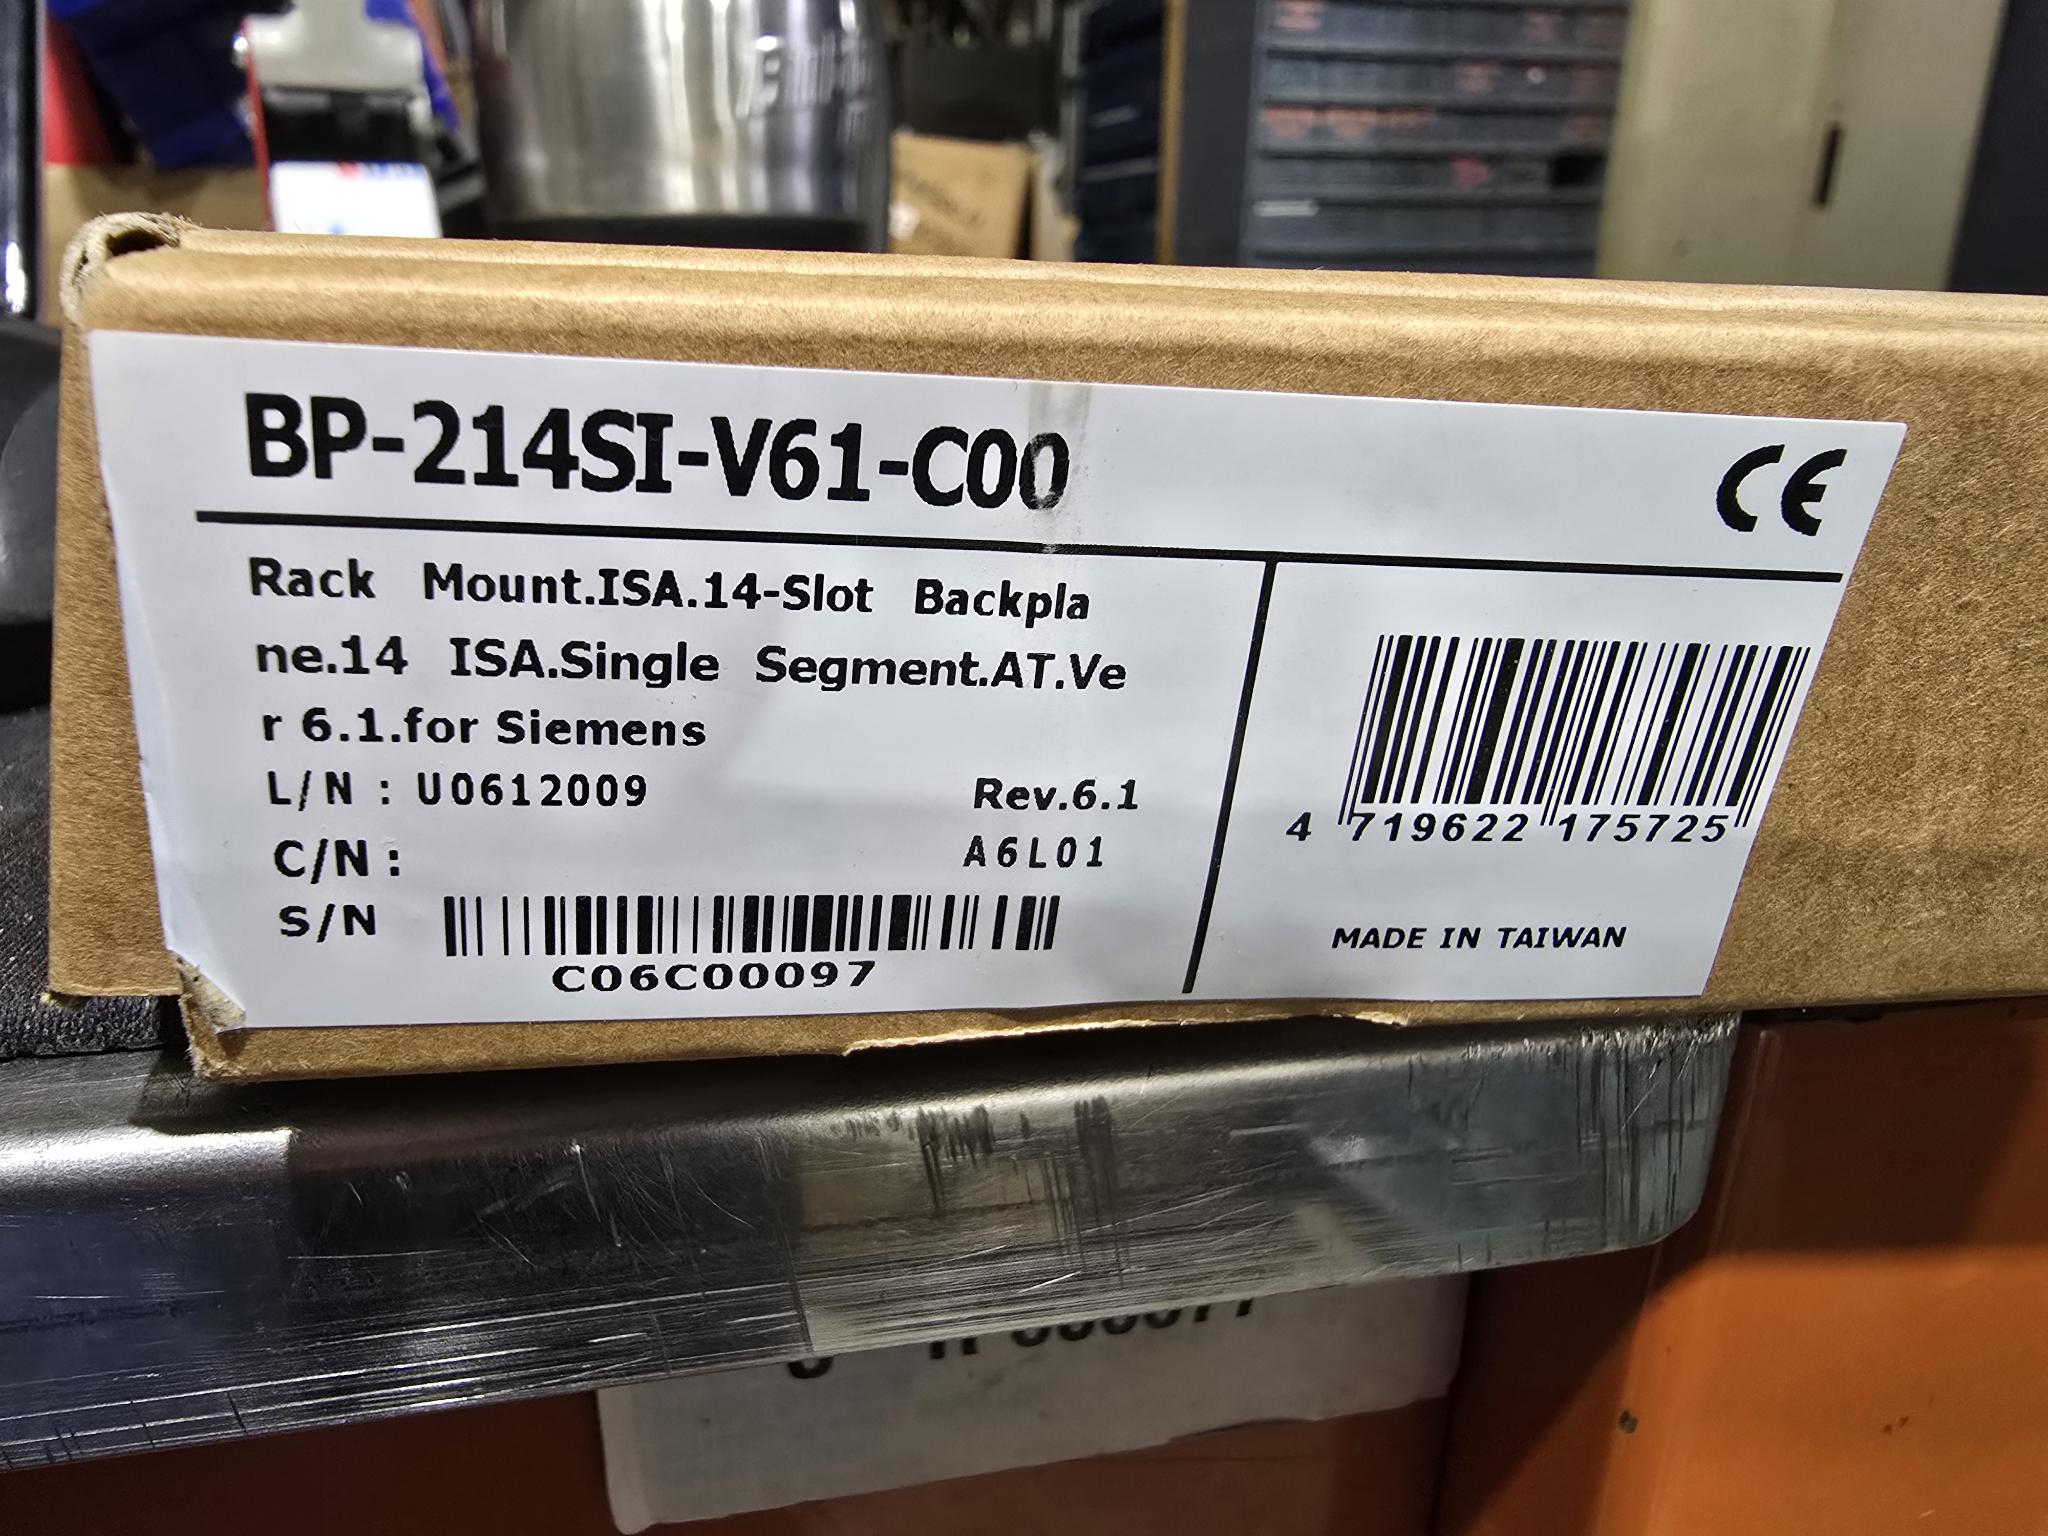 BP-214SI-V61-C00
CE
Rack Mount.ISA.14-Slot Backpla
ne.14 ISA.Single Segment.AT.Ve
r 6.1.for Siemens
L/N : U0612009 Rev.6.1
C/N : A6L01
S/N
C06C00097
4 719622 175725
MADE IN TAIWAN